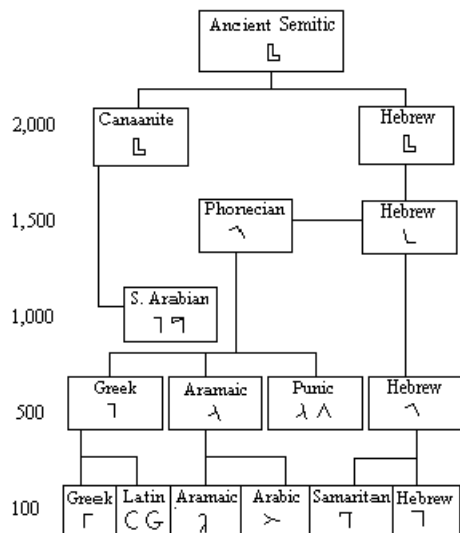 Ancient Semitic
2,000
Canaanite
Hebrew
1,500
Phonecian
Hebrew
1,000
S. Arabian
500
Greek
Aramaic
Punic
Hebrew
100
Greek
Latin
Aramaic
Arabic
Samaritan
Hebrew
C G